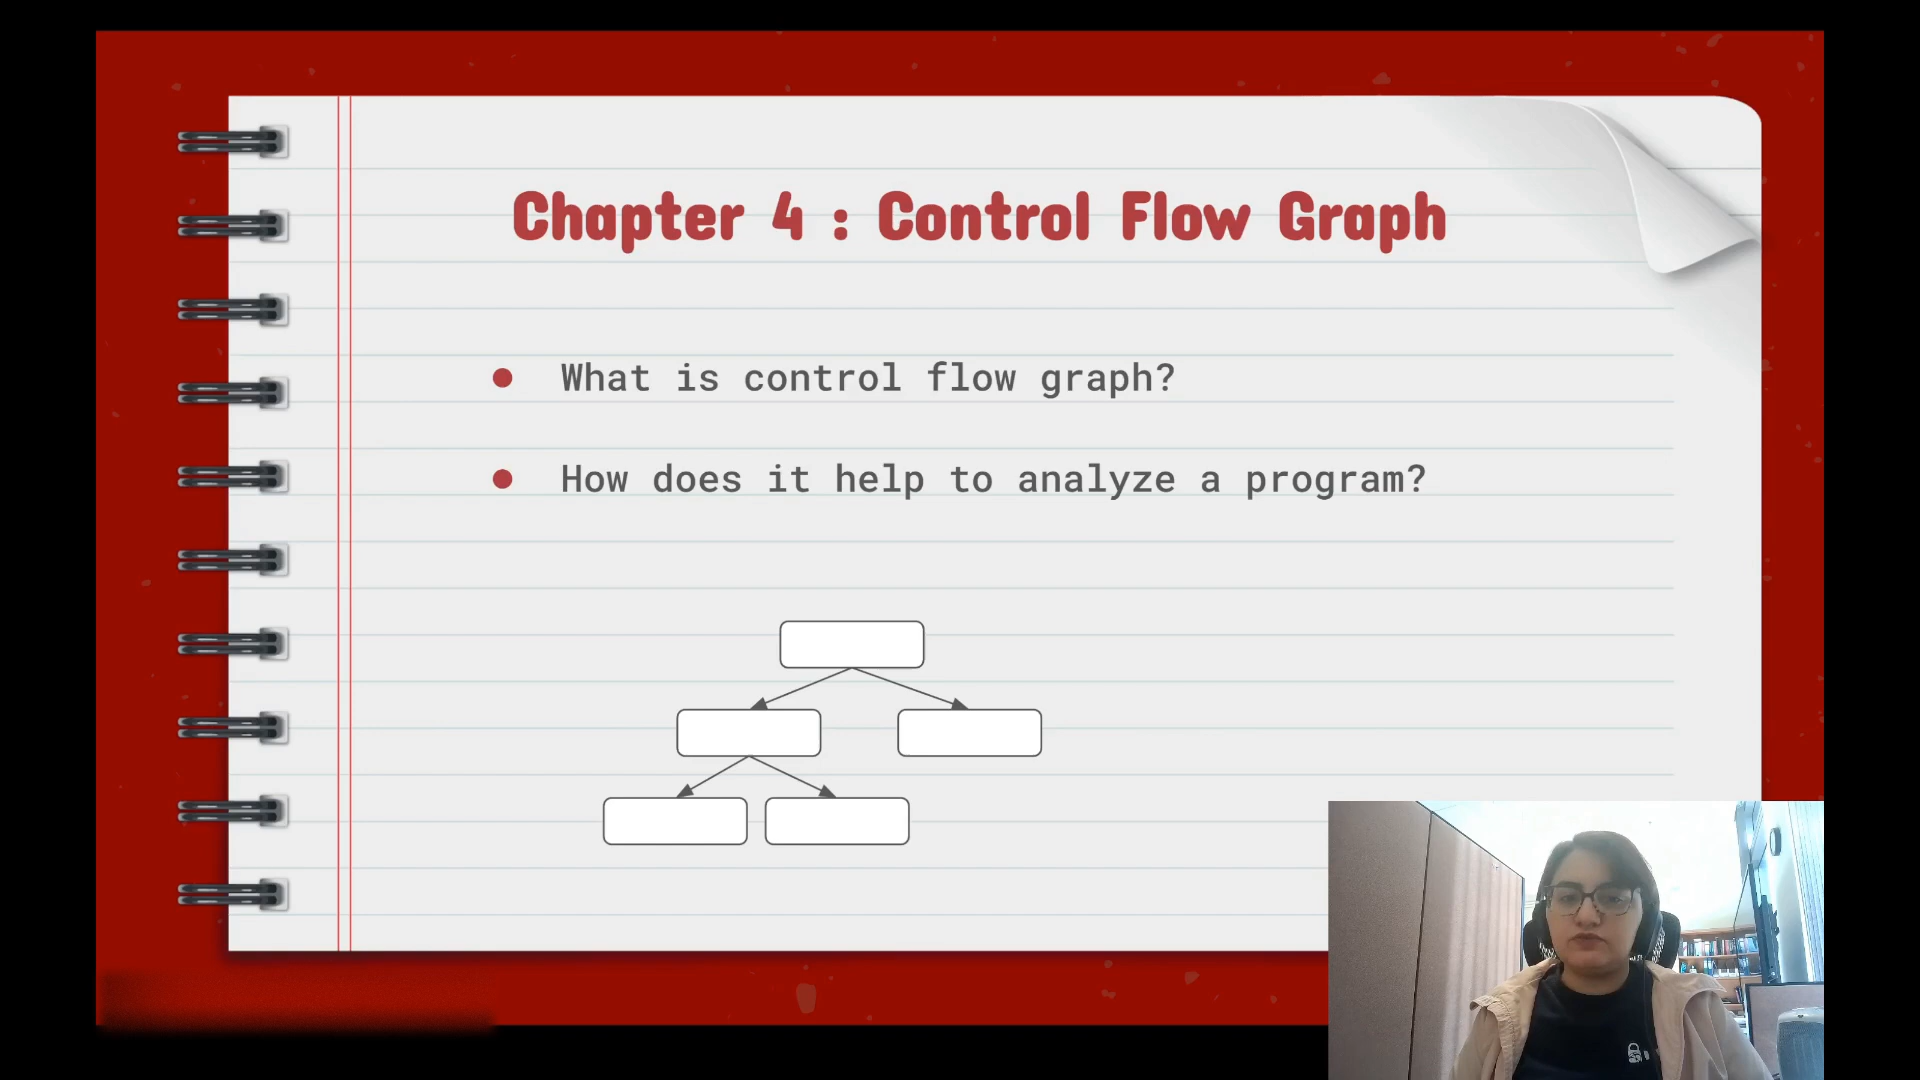 Chapter 4 : Control Flow Graph
What is control flow graph?
How does it help to analyze a program?